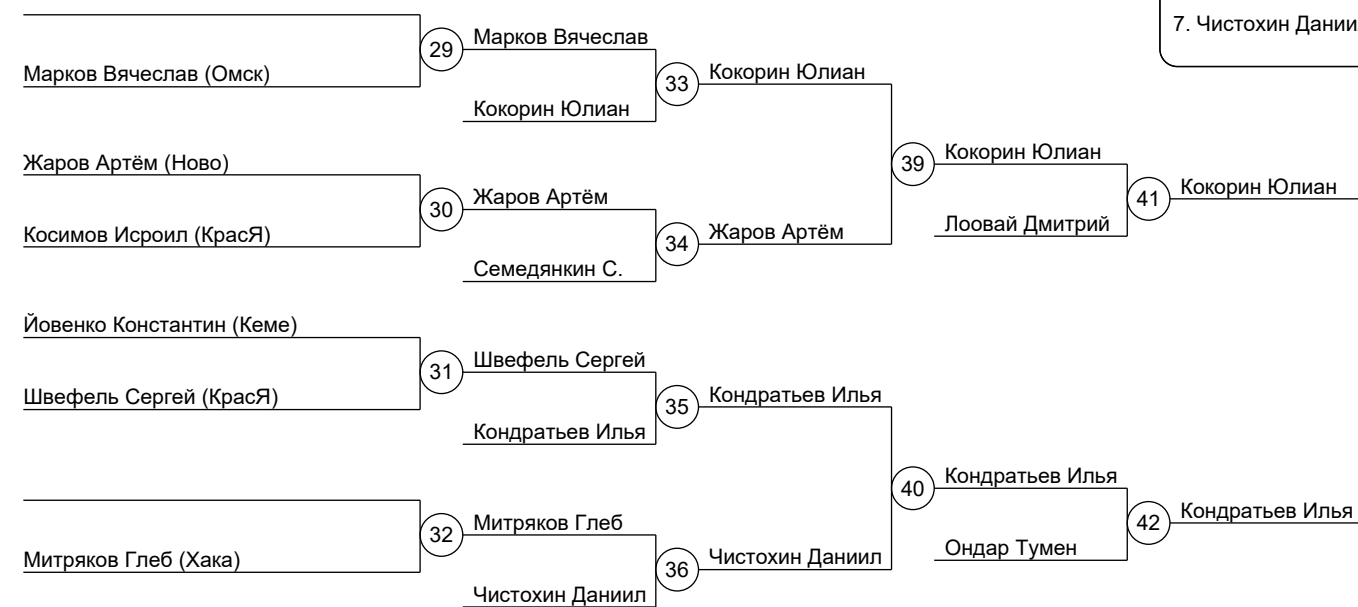 7. Чистохин Дании
29
Марков Вячеслав
Марков Вячеслав (Омск)
33
Кокорин Юлиан
Кокорин Юлиан
Жаров Артём (Ново)
39
Кокорин Юлиан
30
Жаров Артём
41
Кокорин Юлиан
Косимов Исроил (КрасЯ)
34
Жаров Артём
Лоовай Дмитрий
Семедянкин С.
Йовенко Константин (Кеме)
31
Швефель Сергей
Швефель Сергей (КрасЯ)
35
Кондратьев Илья
Кондратьев Илья
40
Кондратьев Илья
32
Митряков Глеб
42
Кондратьев Илья
Митряков Глеб (Хака)
36
Чистохин Даниил
Ондар Тумен
Чистохин Даниил